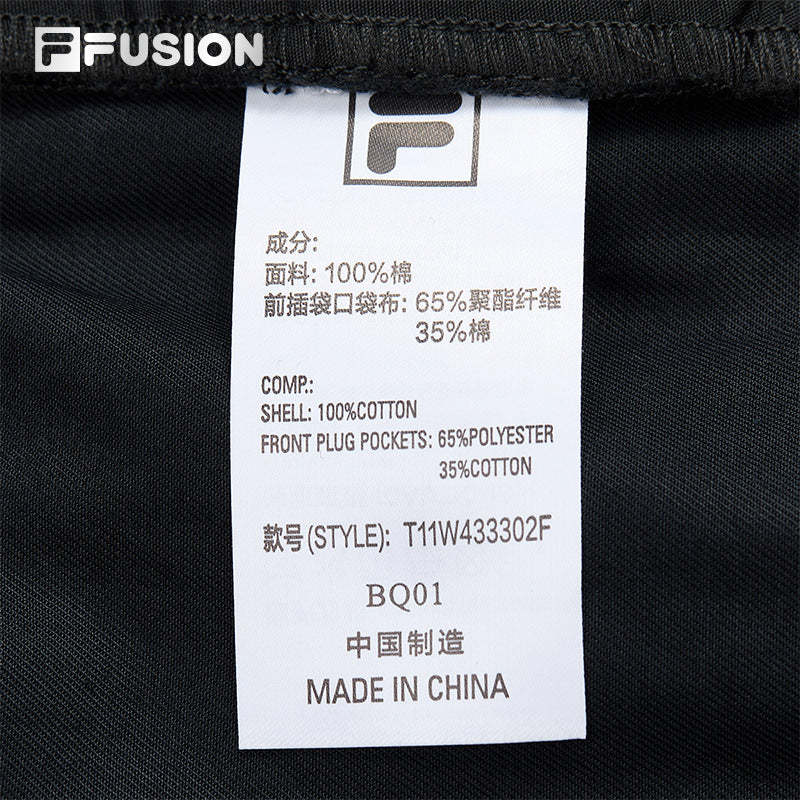 FUSION
成分:
面料: 100%棉
前插袋口袋布: 65%聚酯纤维
35%棉
COMP.:
SHELL: 100%COTTON
FRONT PLUG POCKETS: 65%POLYESTER
35%COTTON
款号(STYLE): T11W433302F
BQ01
中国制造
MADE IN CHINA